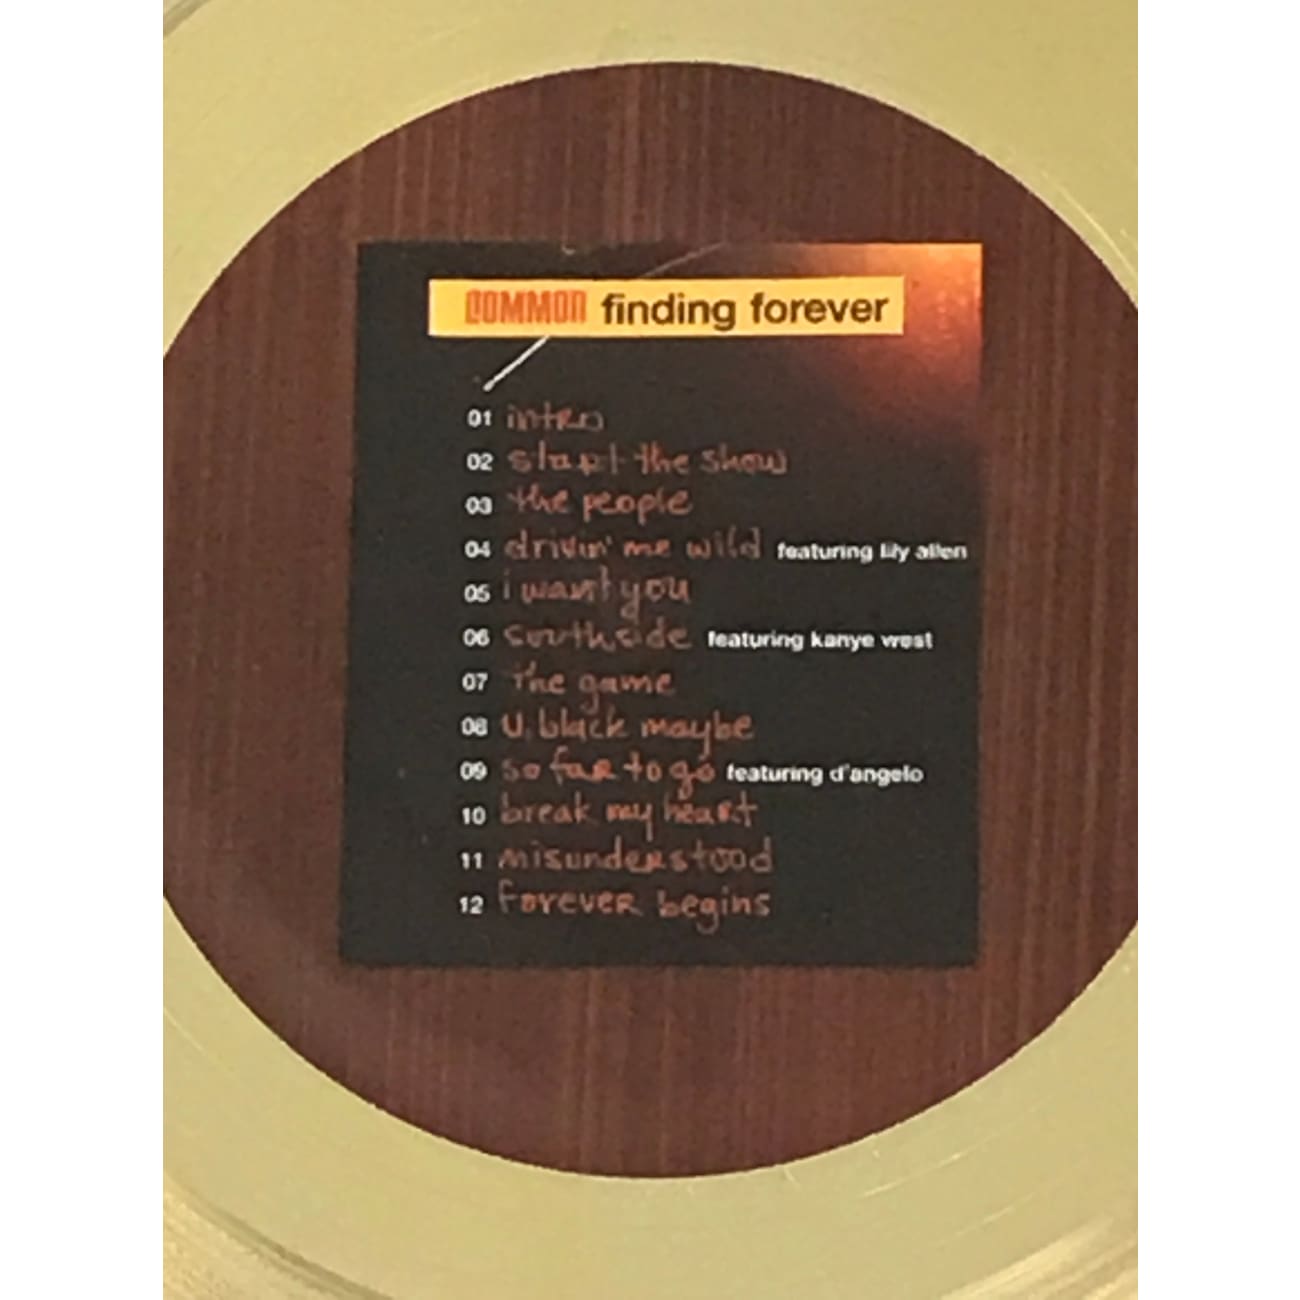 COMMON finding forever
01 intro
02 start the show
03 the people
04 drivin' me wild featuring lily allen
05 i want you
06 southside featuring kanye west
07 the game
08 u, black maybe
09 so far to go featuring d'angelo
10 break my heart
11 misunderstood
12 forever begins